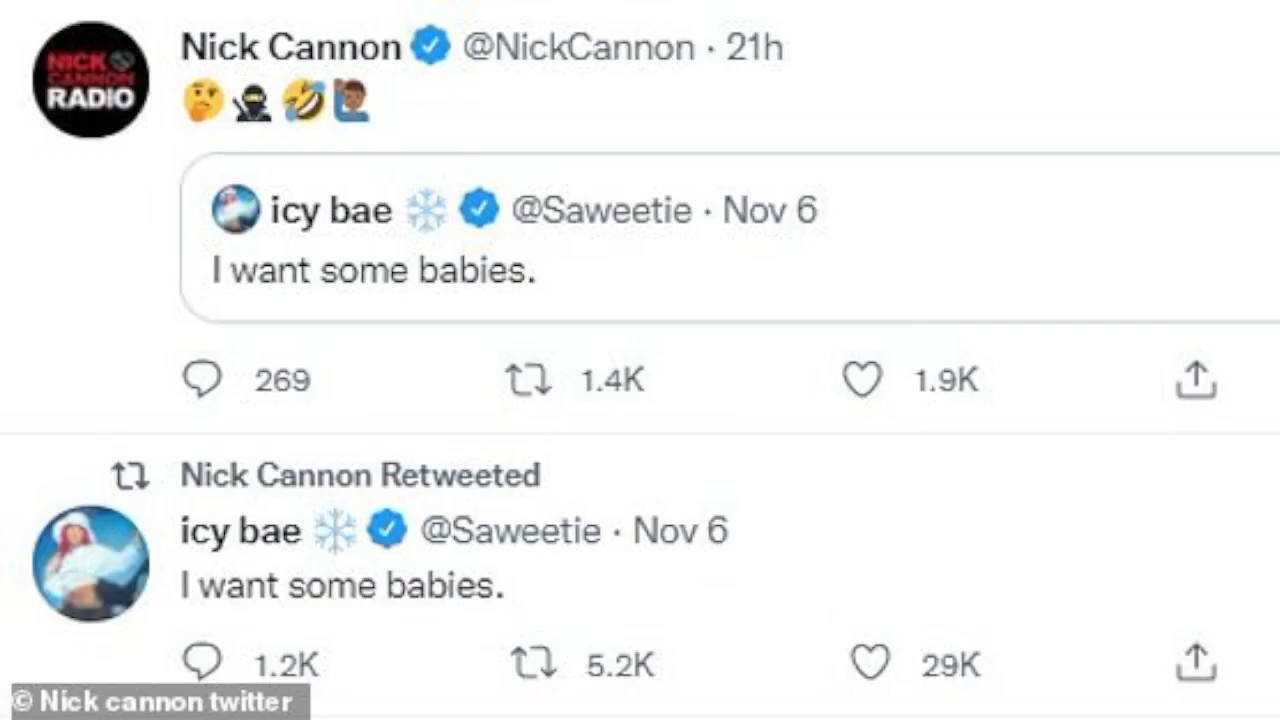 NICK
CANNON
RADIO
Nick Cannon @NickCannon · 21h
🤔🥷🏿🤣🙋🏾‍♂️
icy bae ❄️ @Saweetie · Nov 6
I want some babies.
269 1.4K 1.9K
Nick Cannon Retweeted
icy bae ❄️ @Saweetie · Nov 6
I want some babies.
1.2K 5.2K 29K
© Nick cannon twitter